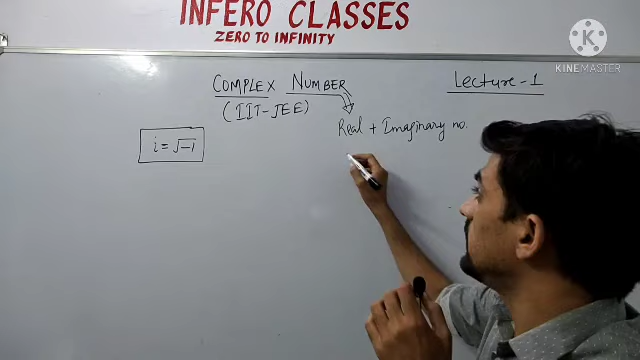 INFERO CLASSES
ZERO TO INFINITY
KINEMASTER
COMPLEX NUMBER
Lecture-1
(IIT-JEE)
Real + Imaginary no.
i = √-1